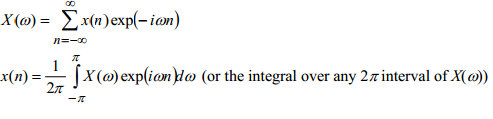 X(ω) = ∑_{n=-∞}^{∞} x(n)exp(-iωn)
x(n) = 1/2π ∫_{-π}^{π} X(ω)exp(iωn)dω (or the integral over any 2π interval of X(ω))